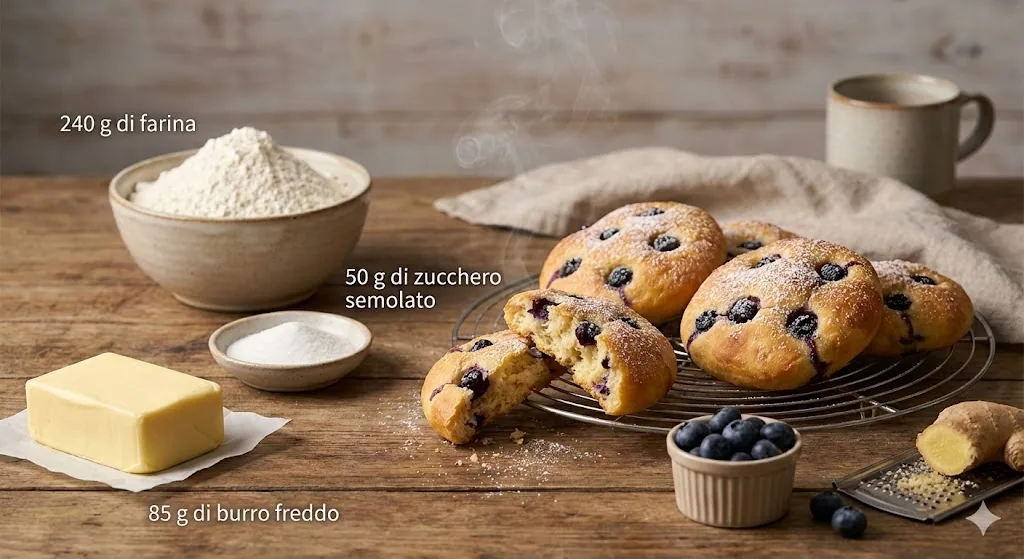 240 g di farina
50 g di zucchero
semolato
85 g di burro freddo